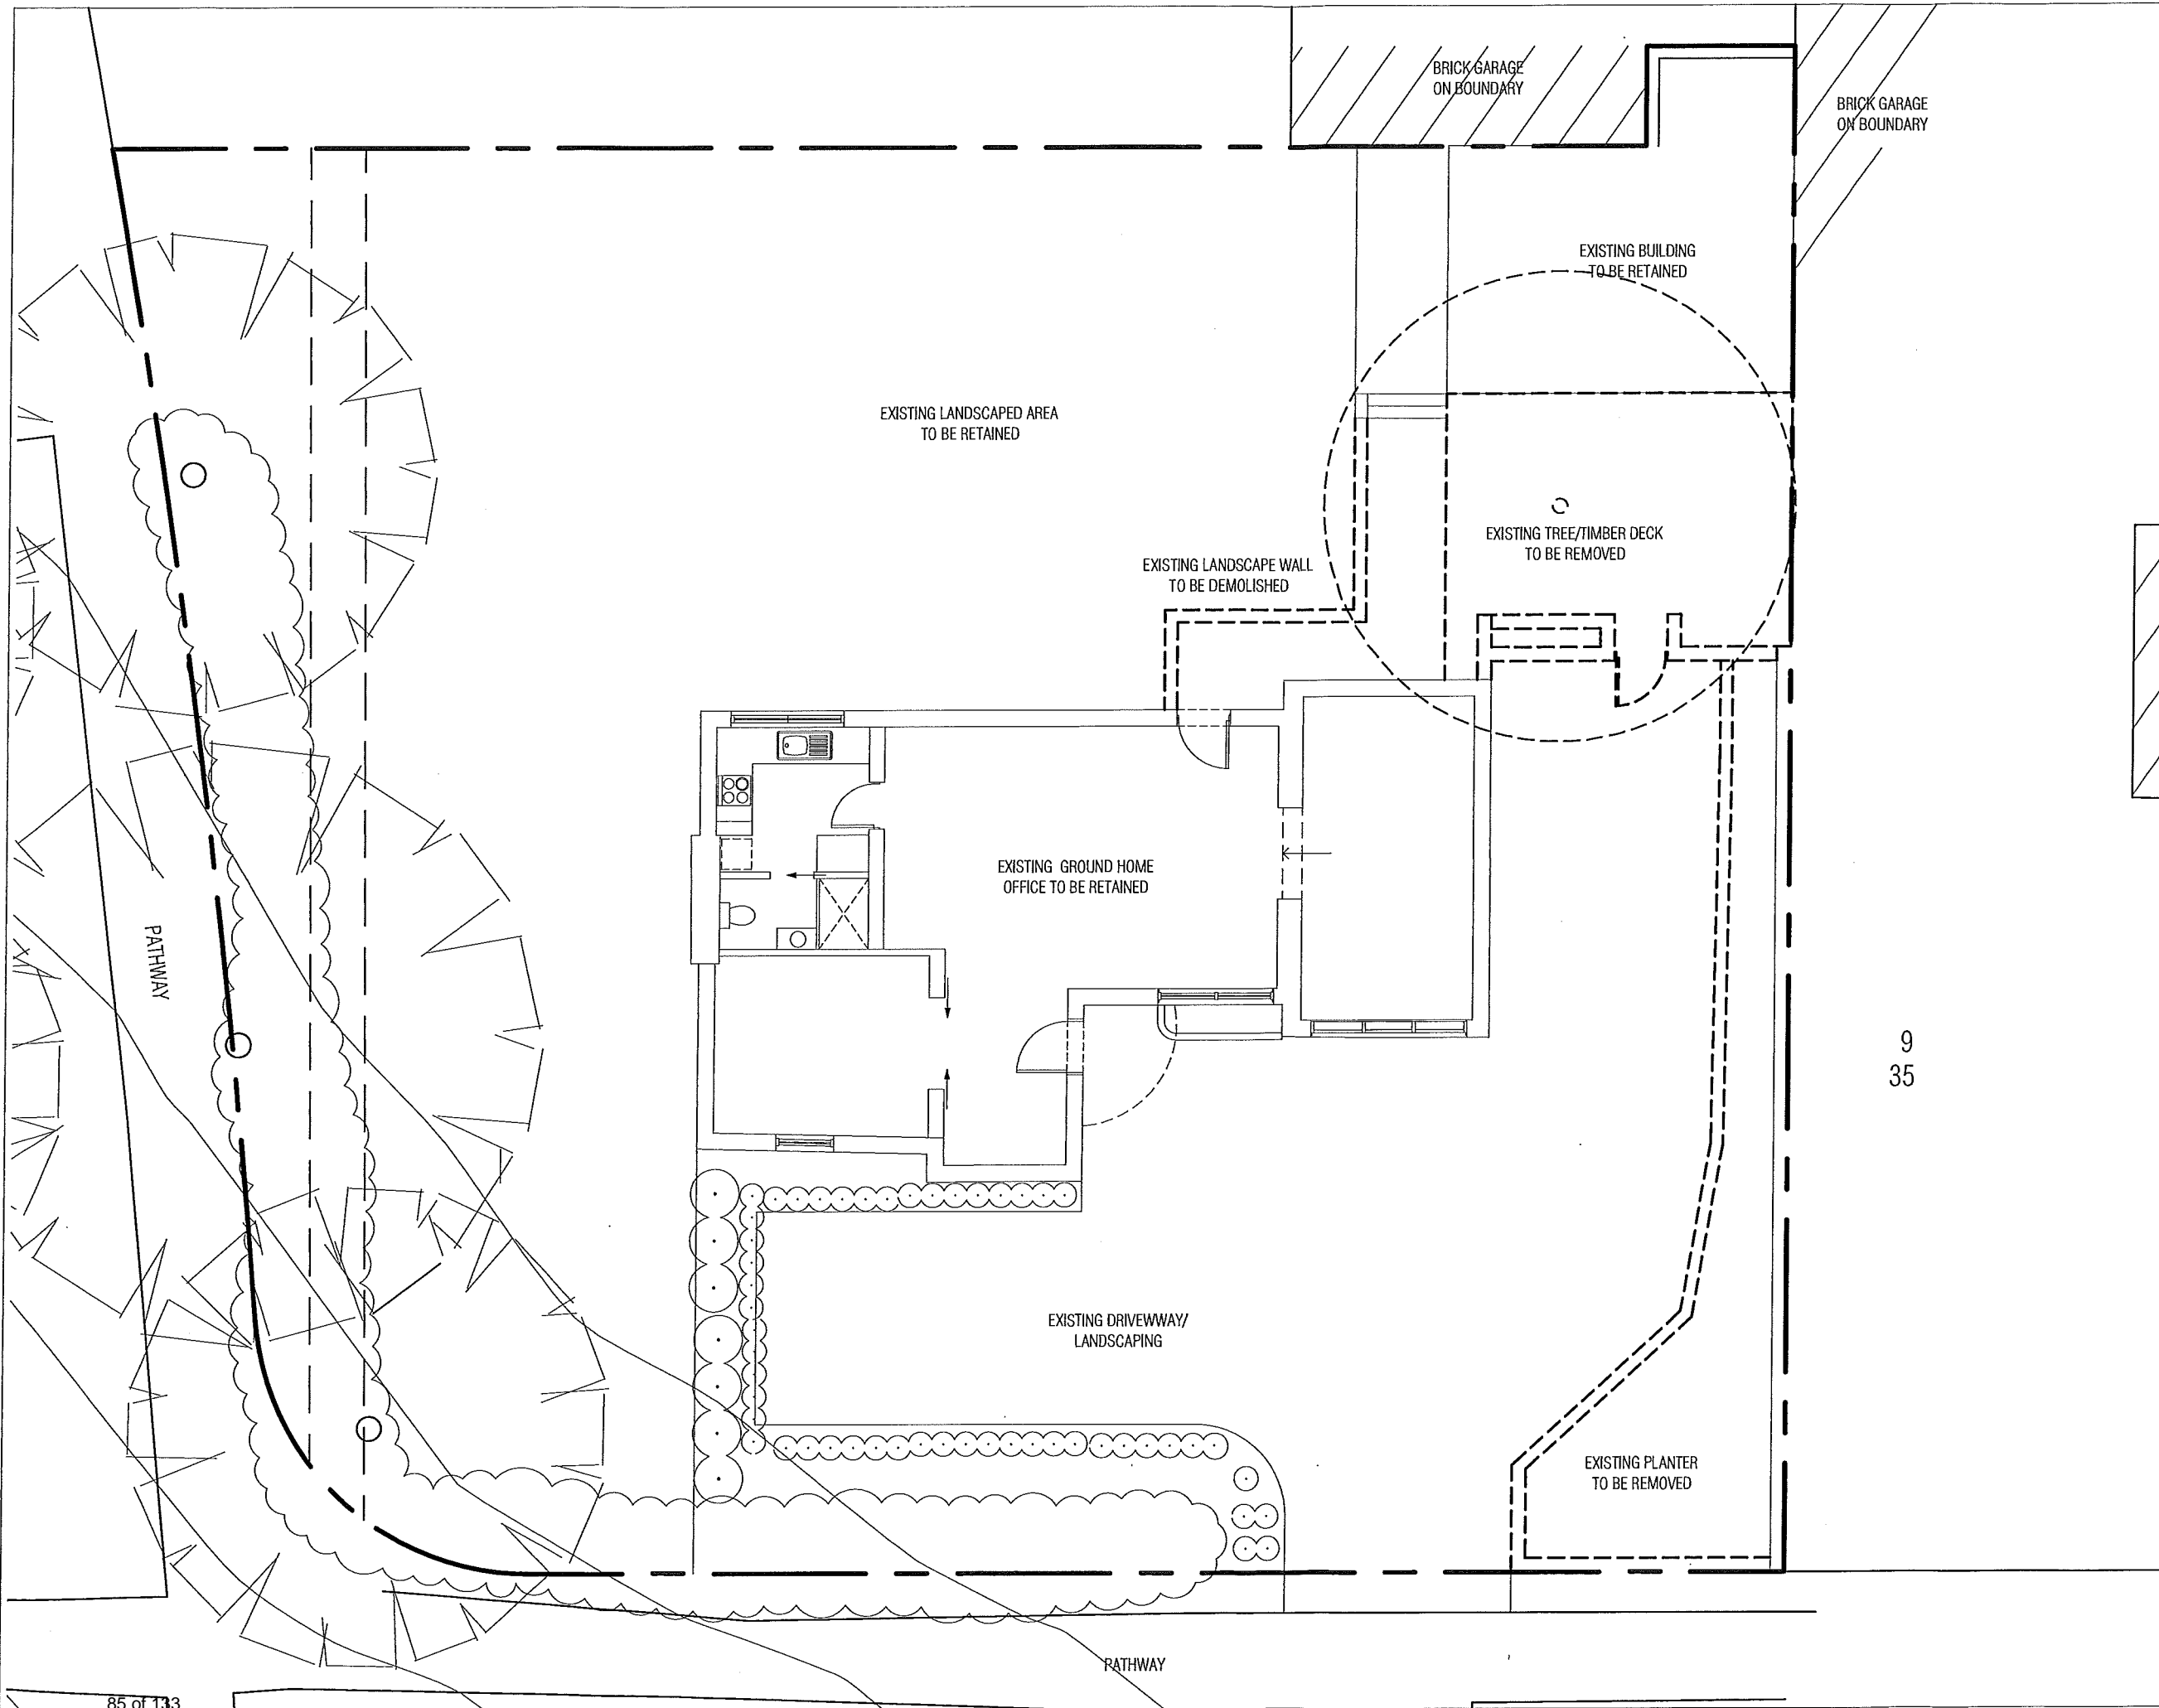 BRICK GARAGE
ON BOUNDARY
BRICK GARAGE
ON BOUNDARY
EXISTING BUILDING
TO BE RETAINED
EXISTING LANDSCAPED AREA
TO BE RETAINED
EXISTING TREE/TIMBER DECK
TO BE REMOVED
EXISTING LANDSCAPE WALL
TO BE DEMOLISHED
EXISTING GROUND HOME
OFFICE TO BE RETAINED
PATHWAY
9
35
EXISTING DRIVEWWAY/
LANDSCAPING
EXISTING PLANTER
TO BE REMOVED
PATHWAY
85 of 133